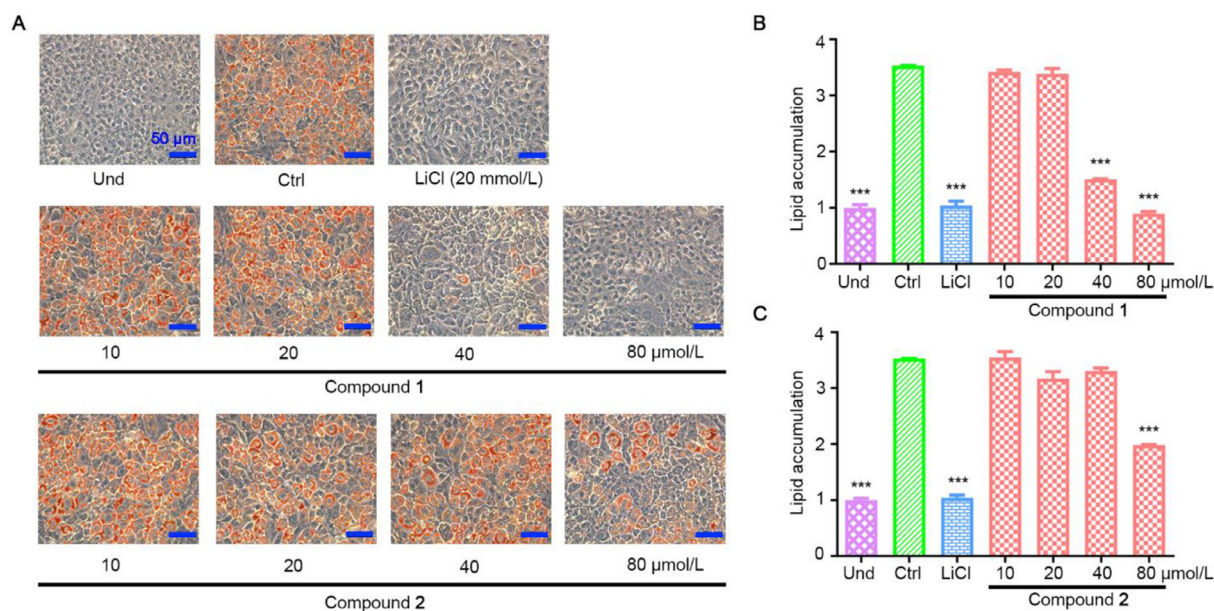 A
50 µm
Und Ctrl LiCl (20 mmol/L)
10 20 40 80 µmol/L
Compound 1
10 20 40 80 µmol/L
Compound 2
B
Lipid accumulation
4
3
2
1
0
*** *** *** ***
Und Ctrl LiCl 10 20 40 80 µmol/L
Compound 1
C
Lipid accumulation
4
3
2
1
0
*** *** ***
Und Ctrl LiCl 10 20 40 80 µmol/L
Compound 2